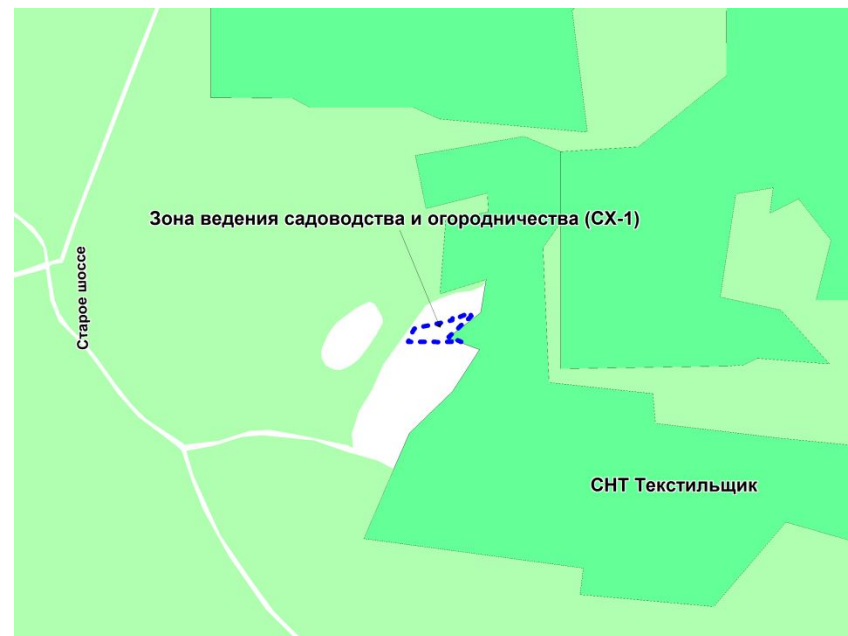 Зона ведения садоводства и огородничества (СХ-1)
Старое шоссе
СНТ Текстильщик